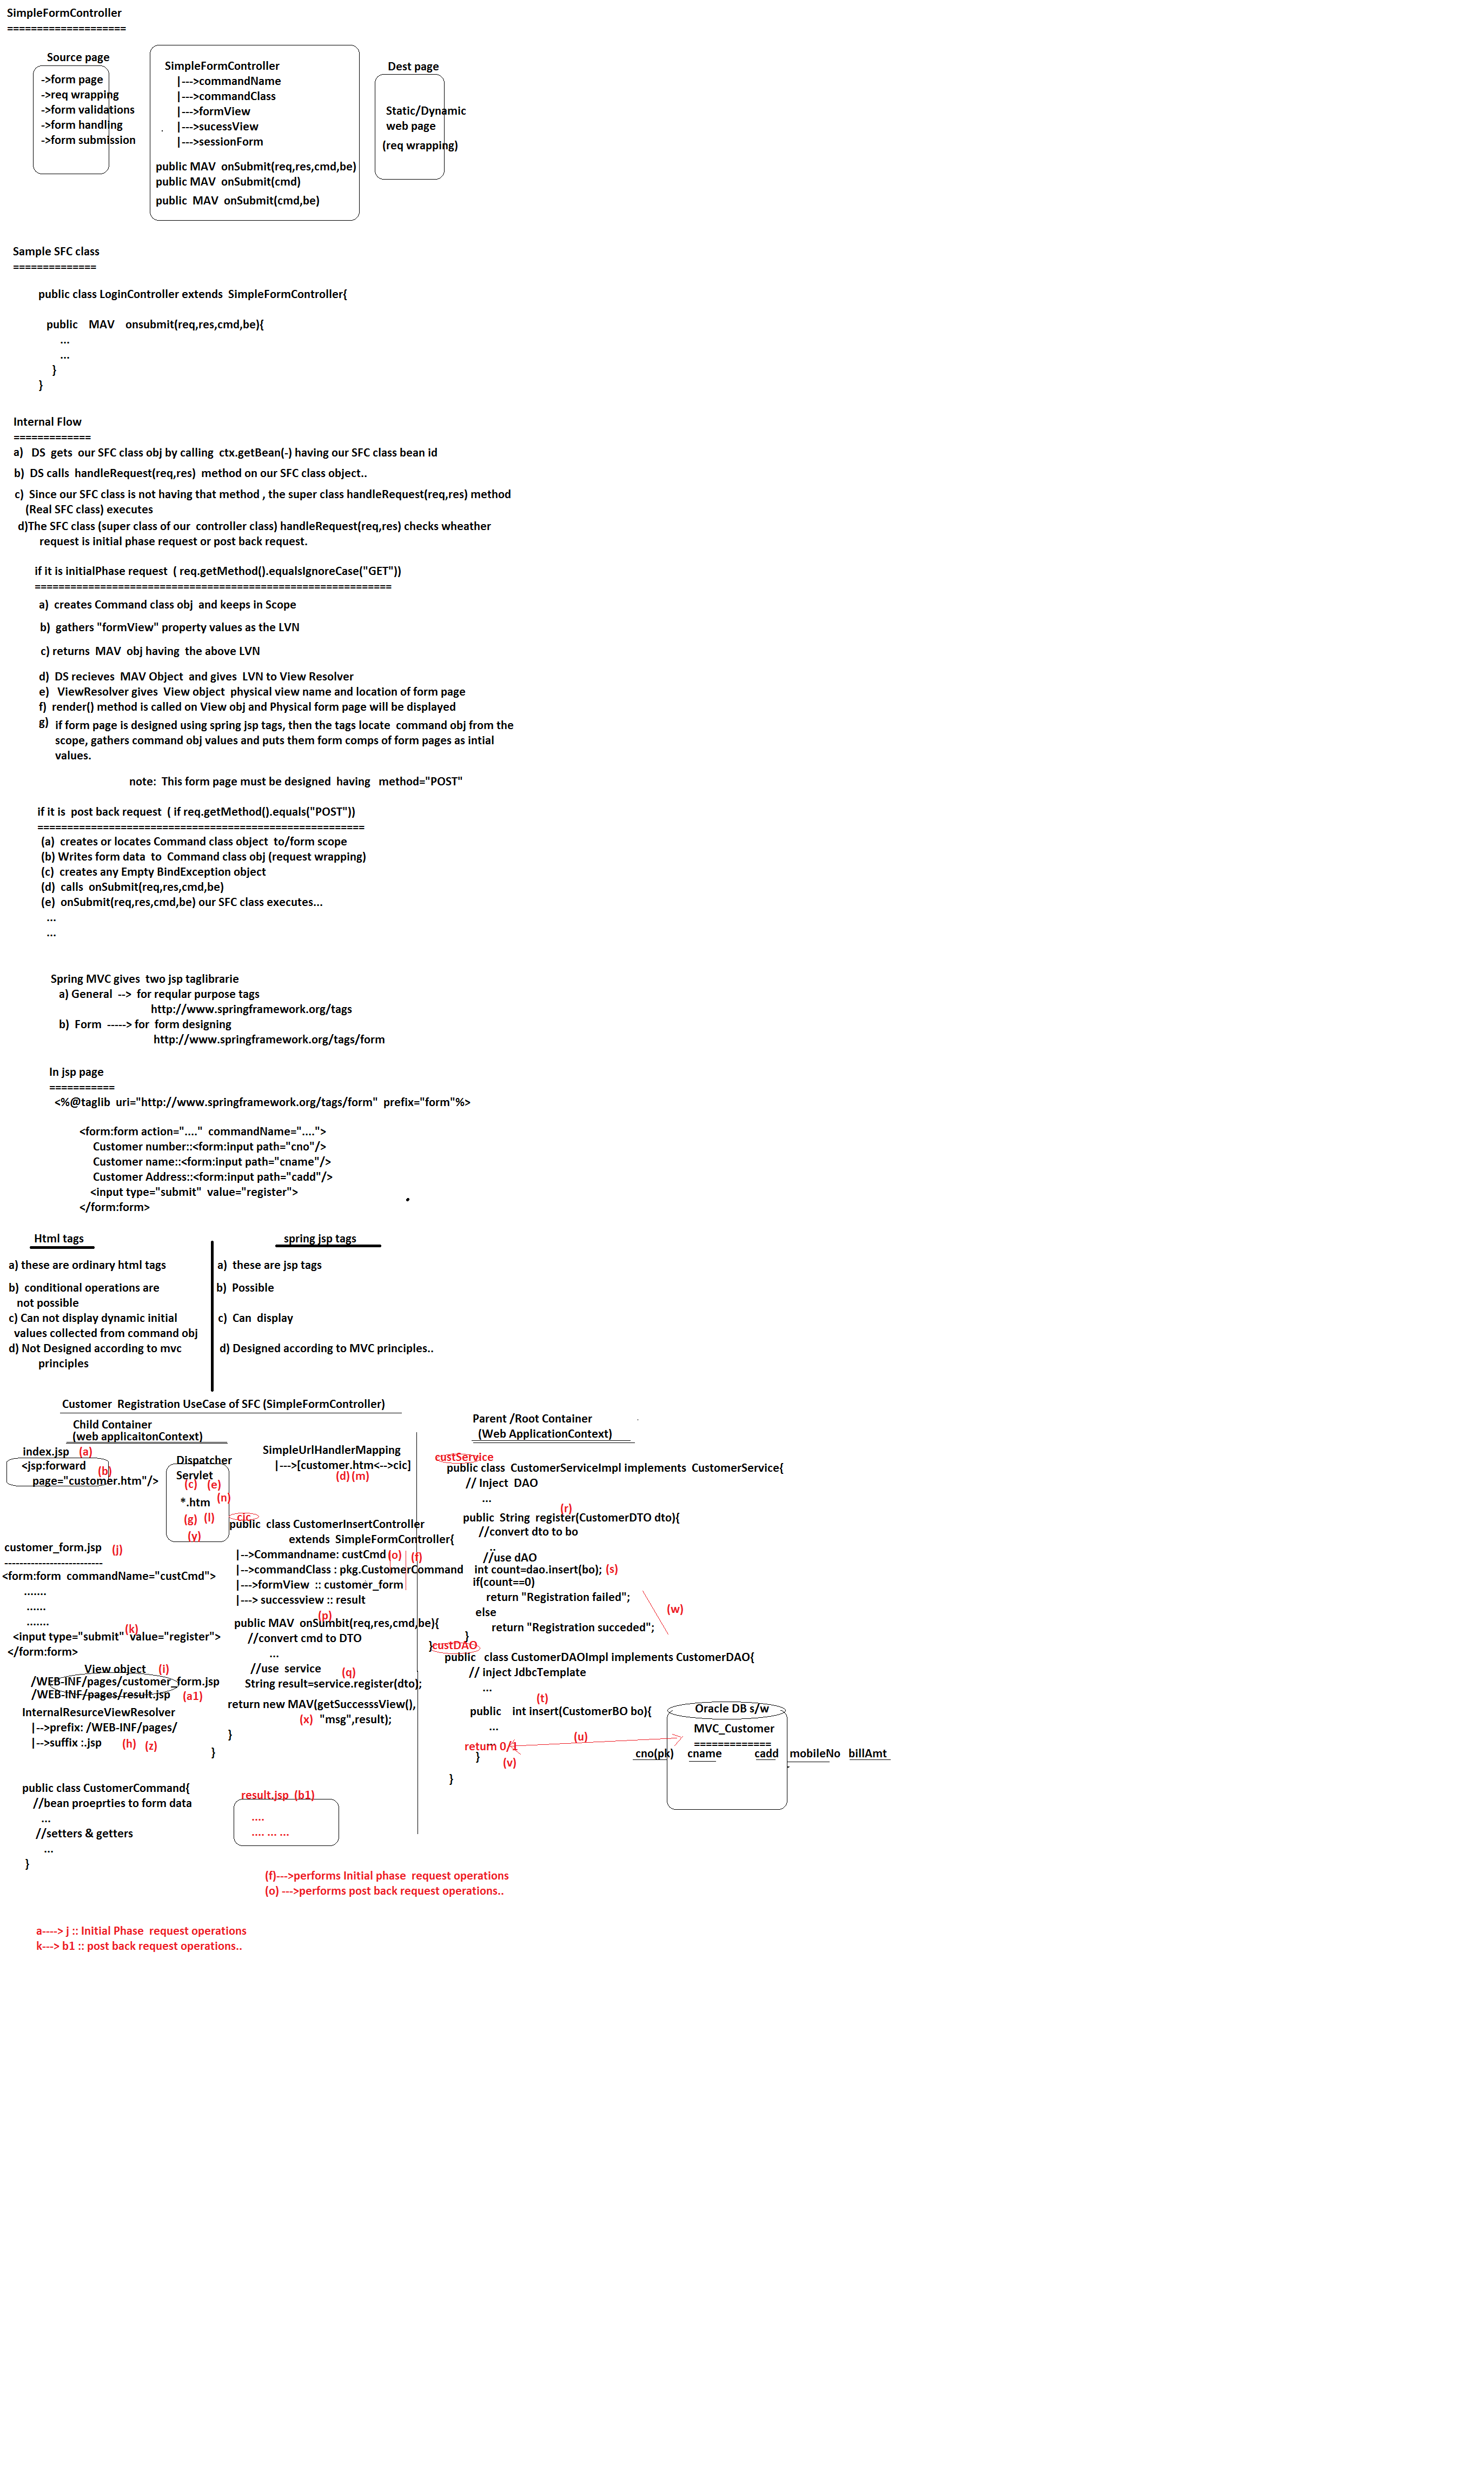 SimpleFormController
====================
Source page
->form page
->req wrapping
->form validations
->form handling
->form submission
SimpleFormController
|--->commandName
|--->commandClass
|--->formView
|--->sucessView
|--->sessionForm
public MAV onSubmit(req,res,cmd,be)
public MAV onSubmit(cmd)
public MAV onSubmit(cmd,be)
Dest page
Static/Dynamic
web page
(req wrapping)
Sample SFC class
==============
public class LoginController extends SimpleFormController{
public MAV onsubmit(req,res,cmd,be){
...
...
}
}
Internal Flow
=============
a) DS gets our SFC class obj by calling ctx.getBean(-) having our SFC class bean id
b) DS calls handleRequest(req,res) method on our SFC class object..
c) Since our SFC class is not having that method , the super class handleRequest(req,res) method
(Real SFC class) executes
d)The SFC class (super class of our controller class) handleRequest(req,res) checks wheather
request is initial phase request or post back request.
if it is initialPhase request ( req.getMethod().equalsIgnoreCase("GET"))
============================================================
a) creates Command class obj and keeps in Scope
b) gathers "formView" property values as the LVN
c) returns MAV obj having the above LVN
d) DS recieves MAV Object and gives LVN to View Resolver
e) ViewResolver gives View object physical view name and location of form page
f) render() method is called on View obj and Physical form page will be displayed
g) if form page is designed using spring jsp tags, then the tags locate command obj from the
scope, gathers command obj values and puts them form comps of form pages as intial
values.
note: This form page must be designed having method="POST"
if it is post back request ( if req.getMethod().equals("POST"))
=======================================================
(a) creates or locates Command class object to/form scope
(b) Writes form data to Command class obj (request wrapping)
(c) creates any Empty BindException object
(d) calls onSubmit(req,res,cmd,be)
(e) onSubmit(req,res,cmd,be) our SFC class executes...
...
...
Spring MVC gives two jsp taglibrarie
a) General --> for reqular purpose tags
http://www.springframework.org/tags
b) Form -----> for form designing
http://www.springframework.org/tags/form
In jsp page
===========
<%@taglib uri="http://www.springframework.org/tags/form" prefix="form"%>
<form:form action="...." commandName="....">
Customer number::<form:input path="cno"/>
Customer name::<form:input path="cname"/>
Customer Address::<form:input path="cadd"/>
<input type="submit" value="register">
</form:form>
Html tags
a) these are ordinary html tags
b) conditional operations are
not possible
c) Can not display dynamic initial
values collected from command obj
d) Not Designed according to mvc
principles
spring jsp tags
a) these are jsp tags
b) Possible
c) Can display
d) Designed according to MVC principles..
Customer Registration UseCase of SFC (SimpleFormController)
Child Container
(web applicaitonContext)
index.jsp (a)
<jsp:forward (b)
page="customer.htm"/>
Dispatcher
Servlet
(c) (e)
*.htm (n)
(g) (l)
(y)
SimpleUrlHandlerMapping
|--->[customer.htm<-->cic]
(d) (m)
cic
public class CustomerInsertController
extends SimpleFormController{
|-->Commandname: custCmd (o) (f)
|-->commandClass : pkg.CustomerCommand
|--->formView :: customer_form
|---> successview :: result
(p)
public MAV onSumbit(req,res,cmd,be){
//convert cmd to DTO
...
//use service (q)
String result=service.register(dto);
return new MAV(getSuccesssView(),
(x) "msg",result);
}
}
customer_form.jsp (j)
--------------------------
<form:form commandName="custCmd">
.......
......
.......
(k)
<input type="submit" value="register">
</form:form>
View object (i)
/WEB-INF/pages/customer_form.jsp
/WEB-INF/pages/result.jsp (a1)
InternalResurceViewResolver
|-->prefix: /WEB-INF/pages/
|-->suffix :.jsp (h) (z)
public class CustomerCommand{
//bean proeprties to form data
...
//setters & getters
...
}
result.jsp (b1)
....
.... ... ...
Parent /Root Container
(Web ApplicationContext)
custService
public class CustomerServiceImpl implements CustomerService{
// Inject DAO
...
(r)
public String register(CustomerDTO dto){
//convert dto to bo
..
//use dAO
int count=dao.insert(bo); (s)
if(count==0)
return "Registration failed";
else (w)
return "Registration succeded";
}
}
custDAO
public class CustomerDAOImpl implements CustomerDAO{
// inject JdbcTemplate
...
(t)
public int insert(CustomerBO bo){
...
return 0/1 (u)
}
(v)
}
Oracle DB s/w
MVC_Customer
=============
cno(pk) cname cadd mobileNo billAmt
(f)--->performs Initial phase request operations
(o) --->performs post back request operations..
a----> j :: Initial Phase request operations
k---> b1 :: post back request operations..